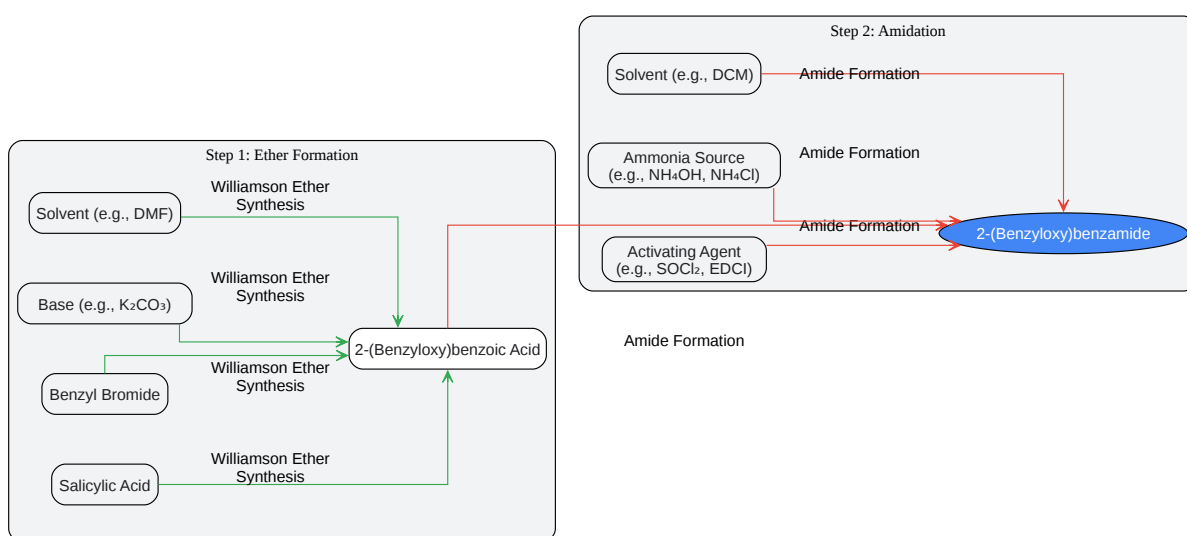 Step 1: Ether Formation
Solvent (e.g., DMF)
Williamson Ether
Synthesis
Base (e.g., K₂CO₃)
Williamson Ether
Synthesis
2-(Benzyloxy)benzoic Acid
Benzyl Bromide
Williamson Ether
Synthesis
Salicylic Acid
Williamson Ether
Synthesis
Step 2: Amidation
Solvent (e.g., DCM)
Amide Formation
Ammonia Source
(e.g., NH₄OH, NH₄Cl)
Amide Formation
Activating Agent
(e.g., SOCl₂, EDCI)
Amide Formation
2-(Benzyloxy)benzamide
Amide Formation